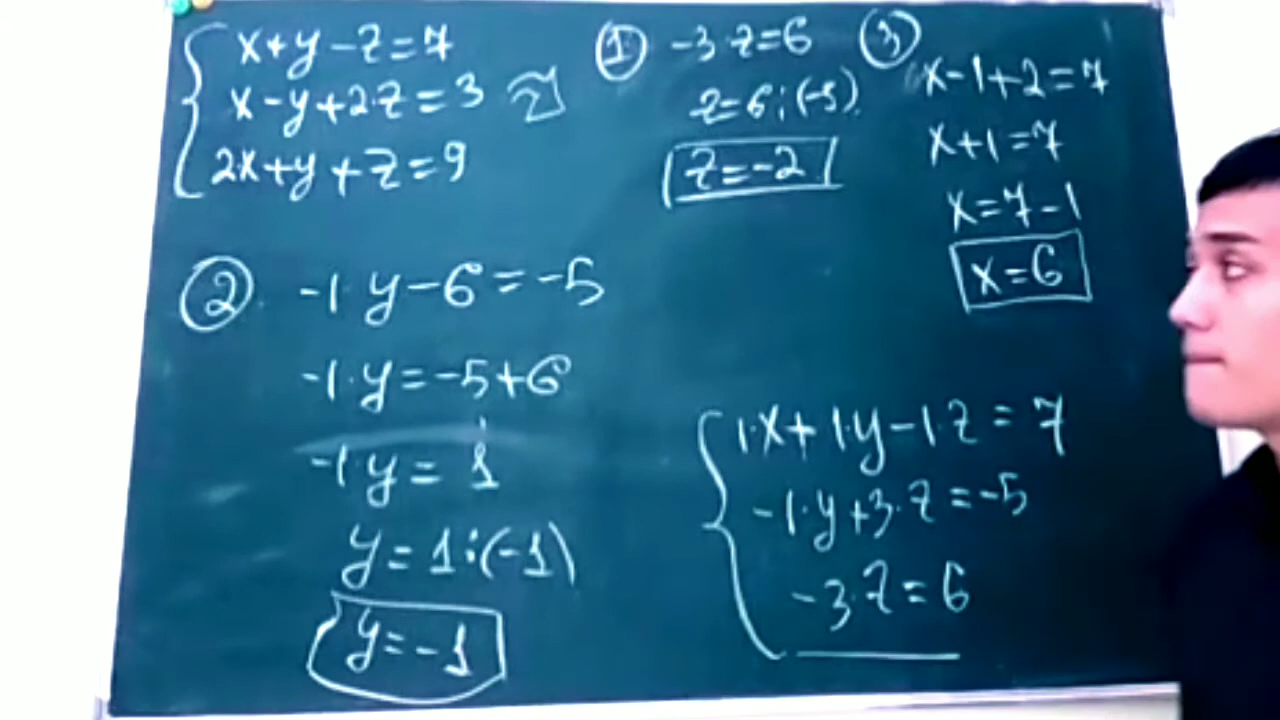 x+y-z=7
x-y+2·z=3
2x+y+z=9
① -3·z=6
z=6:(-3)
z=-2
③
x-1+2=7
x+1=7
x=7-1
x=6
② -1·y-6=-5
-1·y=-5+6
-1·y=1
y=1:(-1)
y=-1
1·x+1·y-1·z=7
-1·y+3·z=-5
-3·z=6